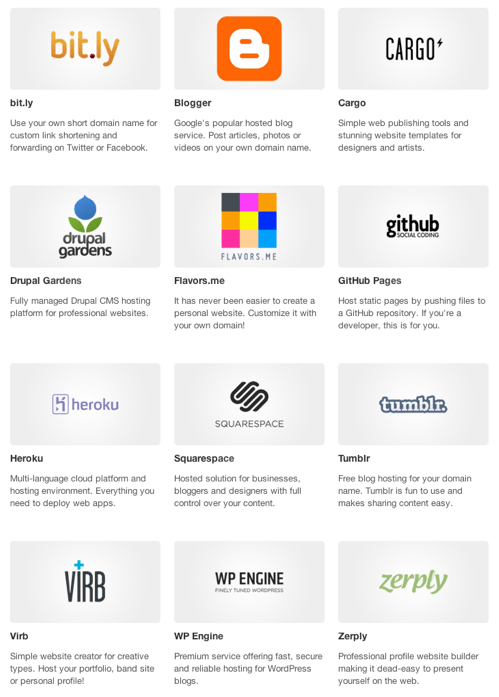 bit.ly
CARGO
bit.ly
Blogger
Cargo
Use your own short domain name for
custom link shortening and
forwarding on Twitter or Facebook.
Google's popular hosted blog
service. Post articles, photos or
videos on your own domain name.
Simple web publishing tools and
stunning website templates for
designers and artists.
drupal
gardens
FLAVORS.ME
github
SOCIAL CODING
Drupal Gardens
Flavors.me
GitHub Pages
Fully managed Drupal CMS hosting
platform for professional websites.
It has never been easier to create a
personal website. Customize it with
your own domain!
Host static pages by pushing files to
a GitHub repository. If you're a
developer, this is for you.
heroku
SQUARESPACE
tumblr.
Heroku
Squarespace
Tumblr
Multi-language cloud platform and
hosting environment. Everything you
need to deploy web apps.
Hosted solution for businesses,
bloggers and designers with full
control over your content.
Free blog hosting for your domain
name. Tumblr is fun to use and
makes sharing content easy.
VIRB
WP ENGINE
FINELY TUNED WORDPRESS
zerply
Virb
WP Engine
Zerply
Simple website creator for creative
types. Host your portfolio, band site
or personal profile!
Premium service offering fast, secure
and reliable hosting for WordPress
blogs.
Professional profile website builder
making it dead-easy to present
yourself on the web.